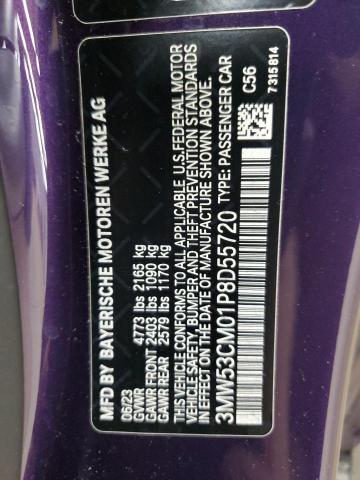 MFD BY BAYERISCHE MOTOREN WERKE AG
06/23
GVWR 4773 lbs 2165 kg
GAWR FRONT 2403 lbs 1090 kg
GAWR REAR 2579 lbs 1170 kg
THIS VEHICLE CONFORMS TO ALL APPLICABLE U.S.FEDERAL MOTOR
VEHICLE SAFETY, BUMPER AND THEFT PREVENTION STANDARDS
IN EFFECT ON THE DATE OF MANUFACTURE SHOWN ABOVE.
3MW53CM01P8D55720 TYPE: PASSENGER CAR
C56
7315814